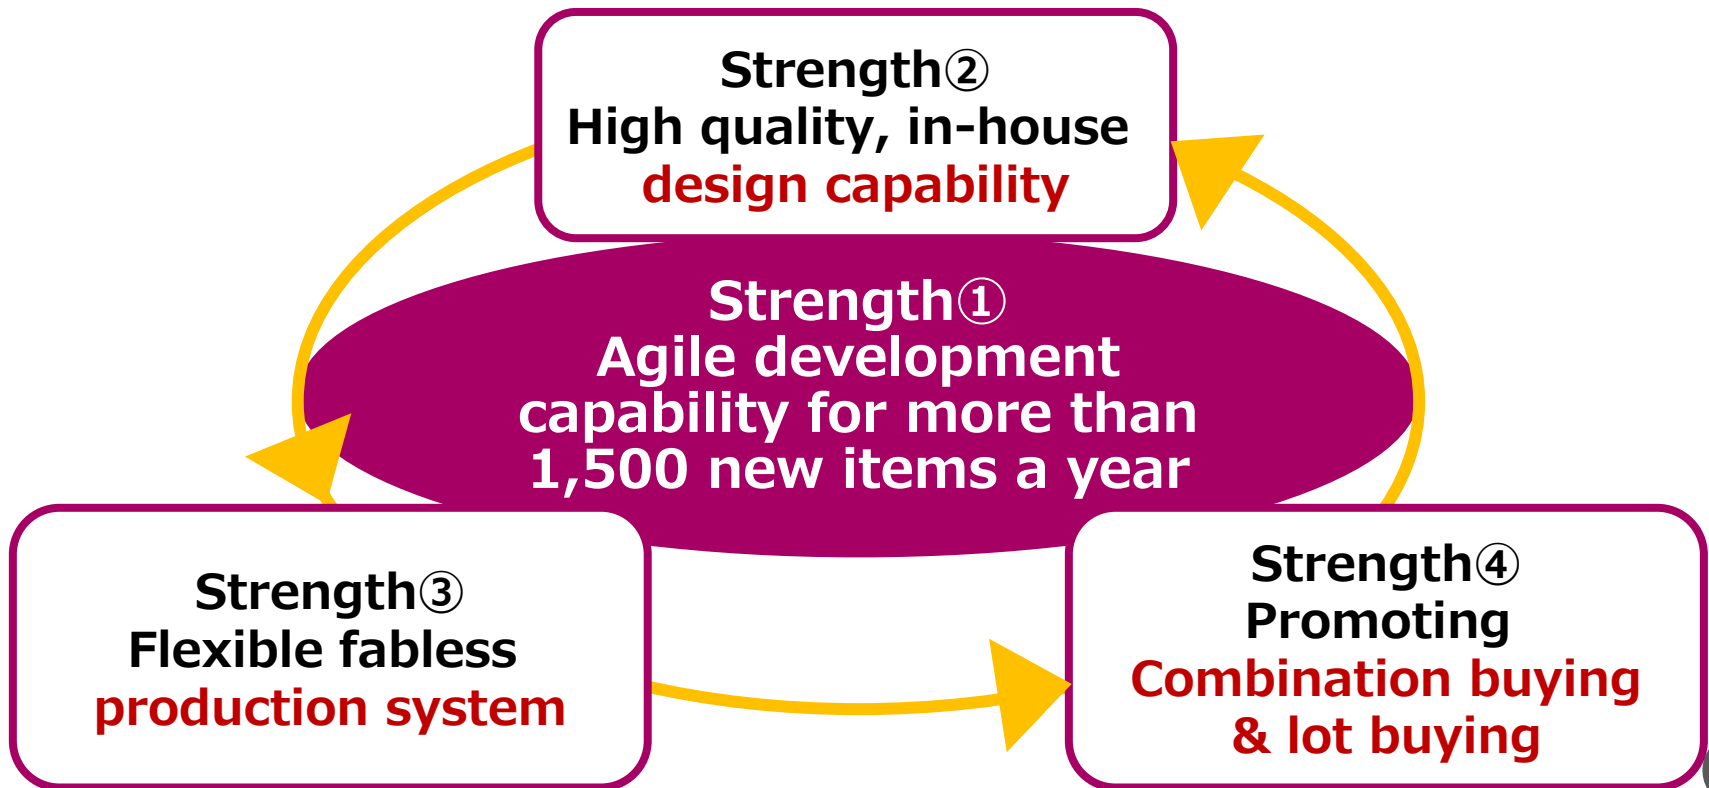 Strength②
High quality, in-house
design capability
Strength①
Agile development
capability for more than
1,500 new items a year
Strength③
Flexible fabless
production system
Strength④
Promoting
Combination buying
& lot buying